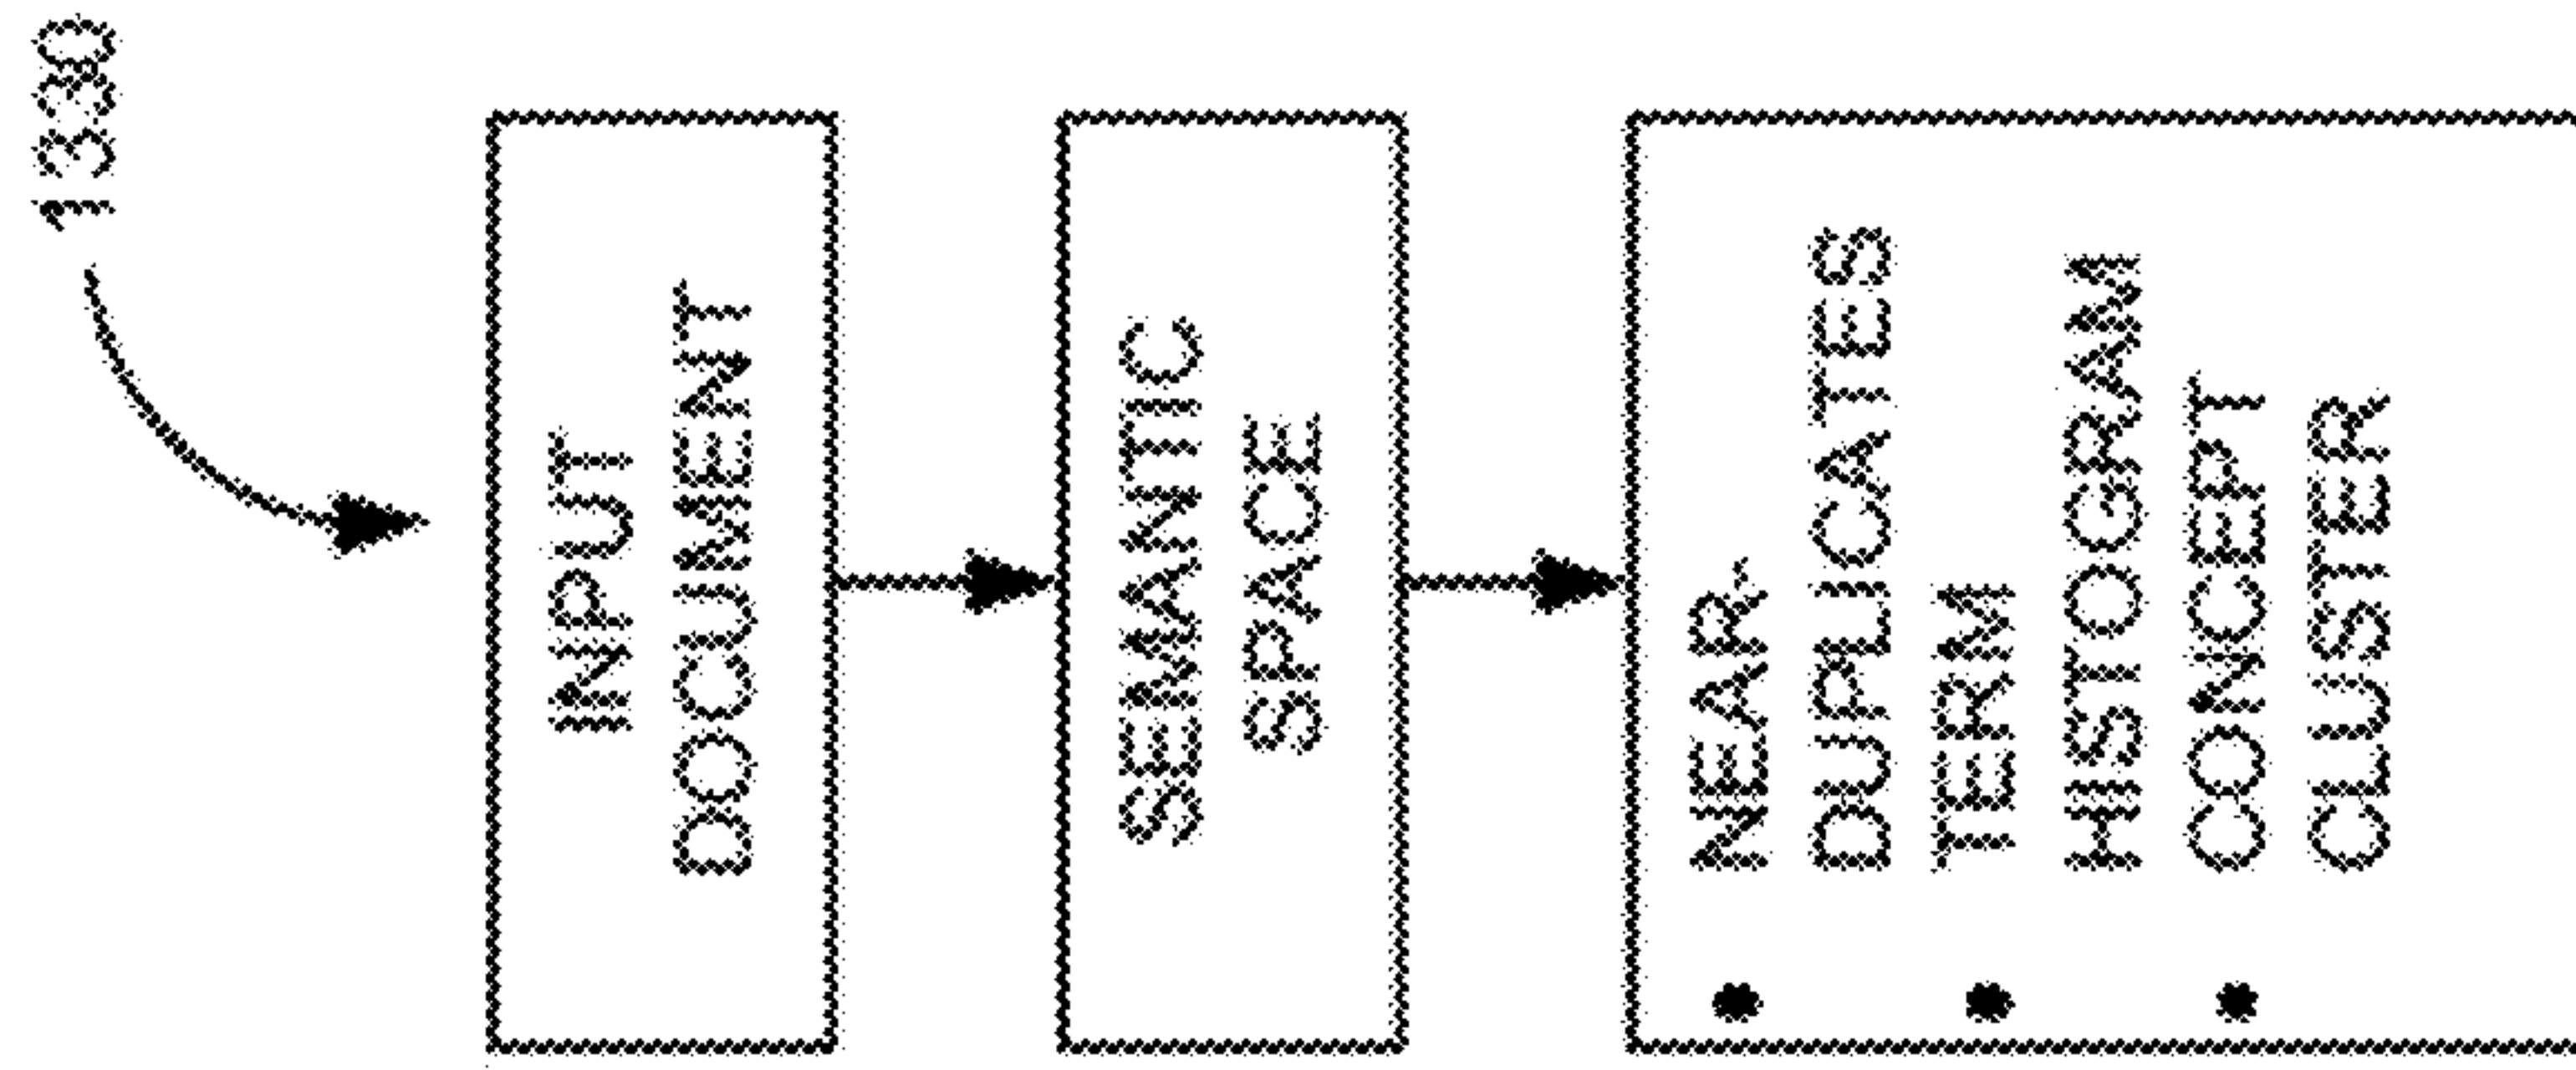 1330
INPUT
DOCUMENT
SEMANTIC
SPACE
• NEAR-
DUPLICATES
• TERM
HISTOGRAM
• CONCEPT
CLUSTER